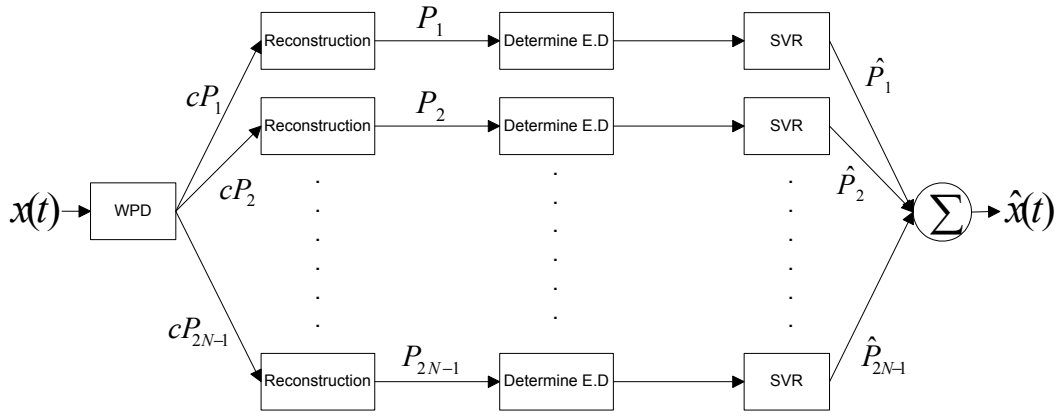 Reconstruction P₁ Determine E.D SVR
P̂₁
cP₁
Reconstruction P₂ Determine E.D SVR
cP₂ P̂₂
x(t) WPD ∑ x̂(t)
cP₂N₋₁ P̂₂N₋₁
Reconstruction P₂N₋₁ Determine E.D SVR